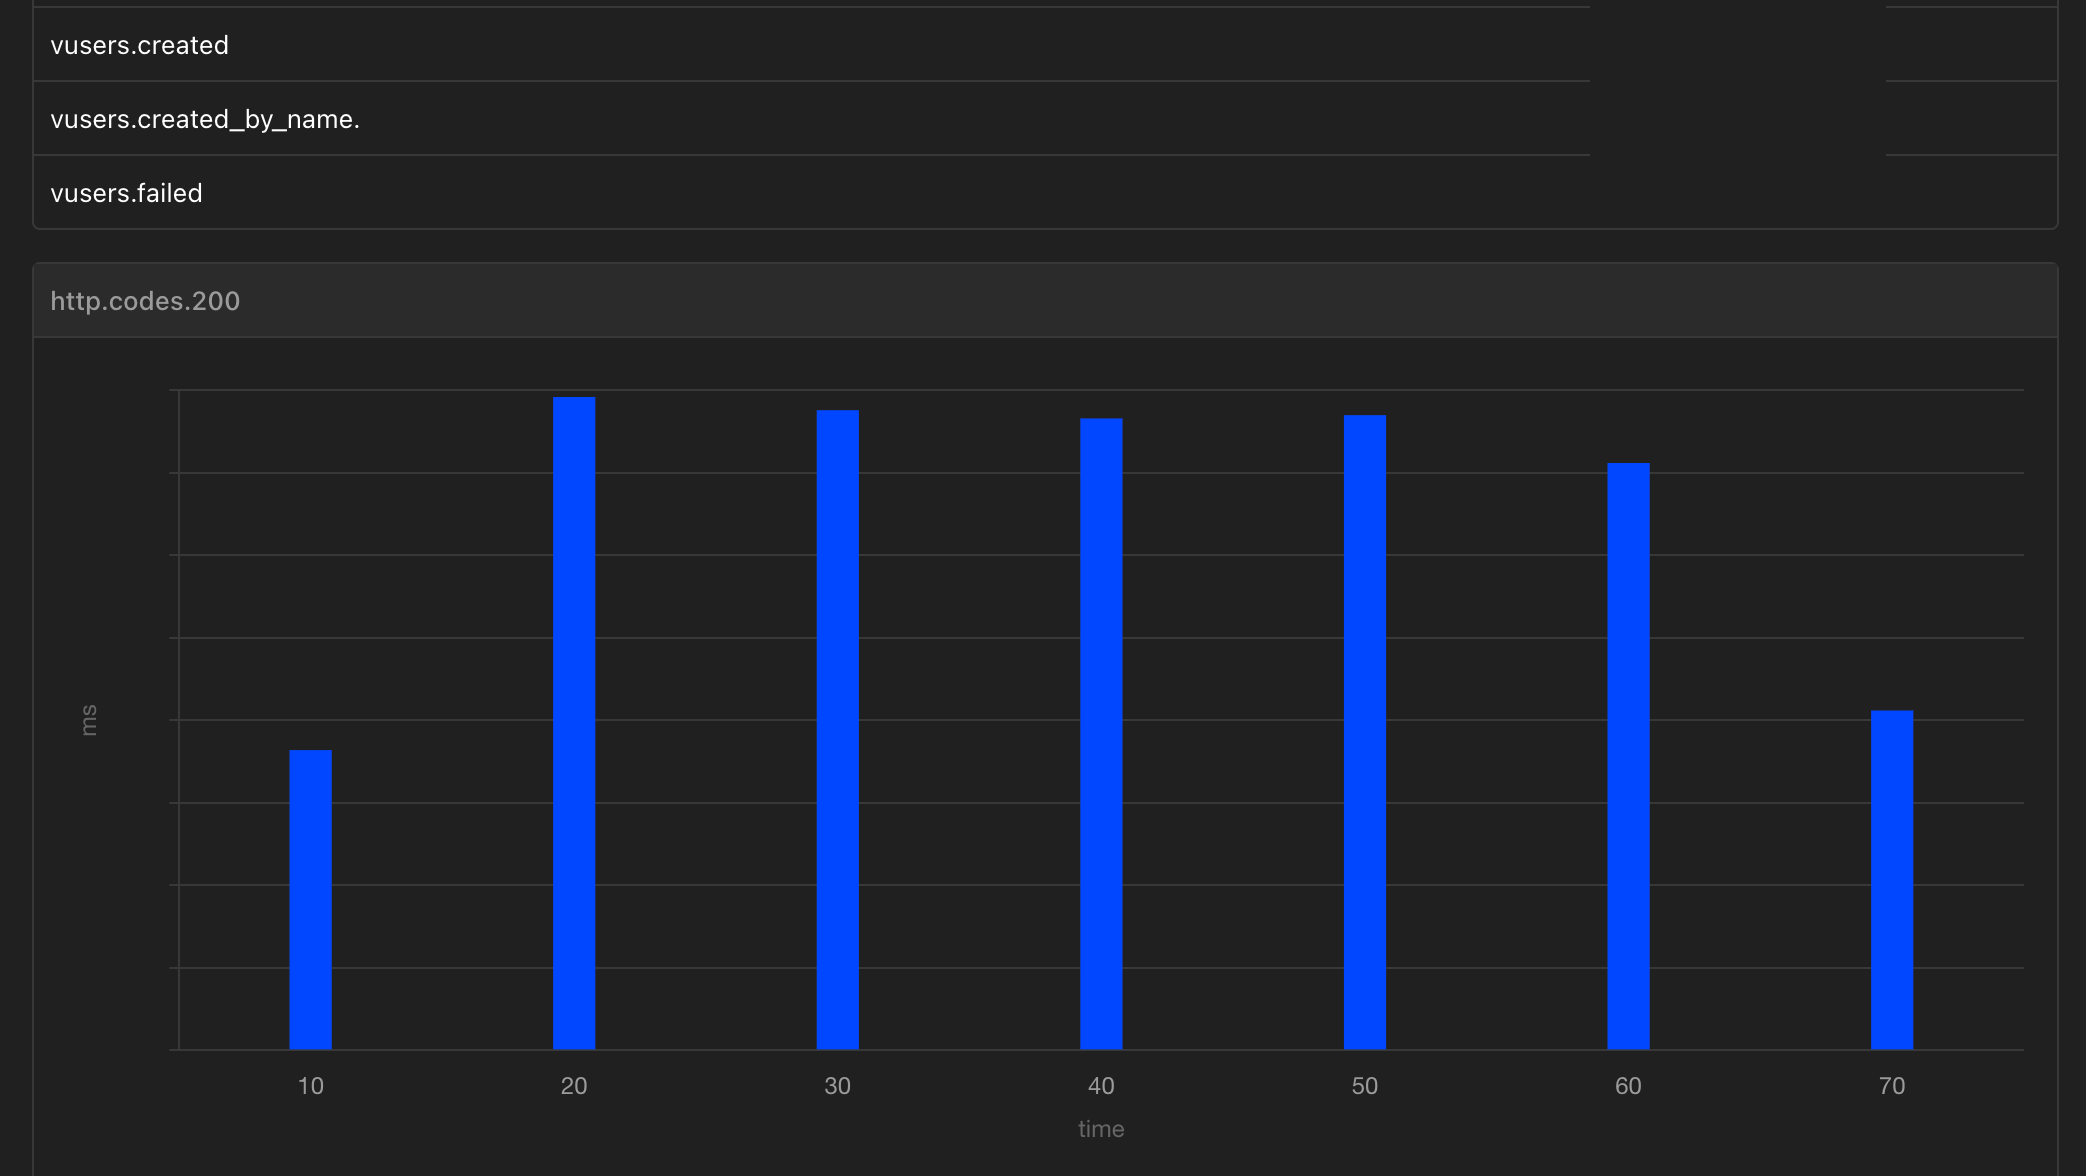 vusers.created
vusers.created_by_name.
vusers.failed
http.codes.200
ms
10 20 30 40 50 60 70
time